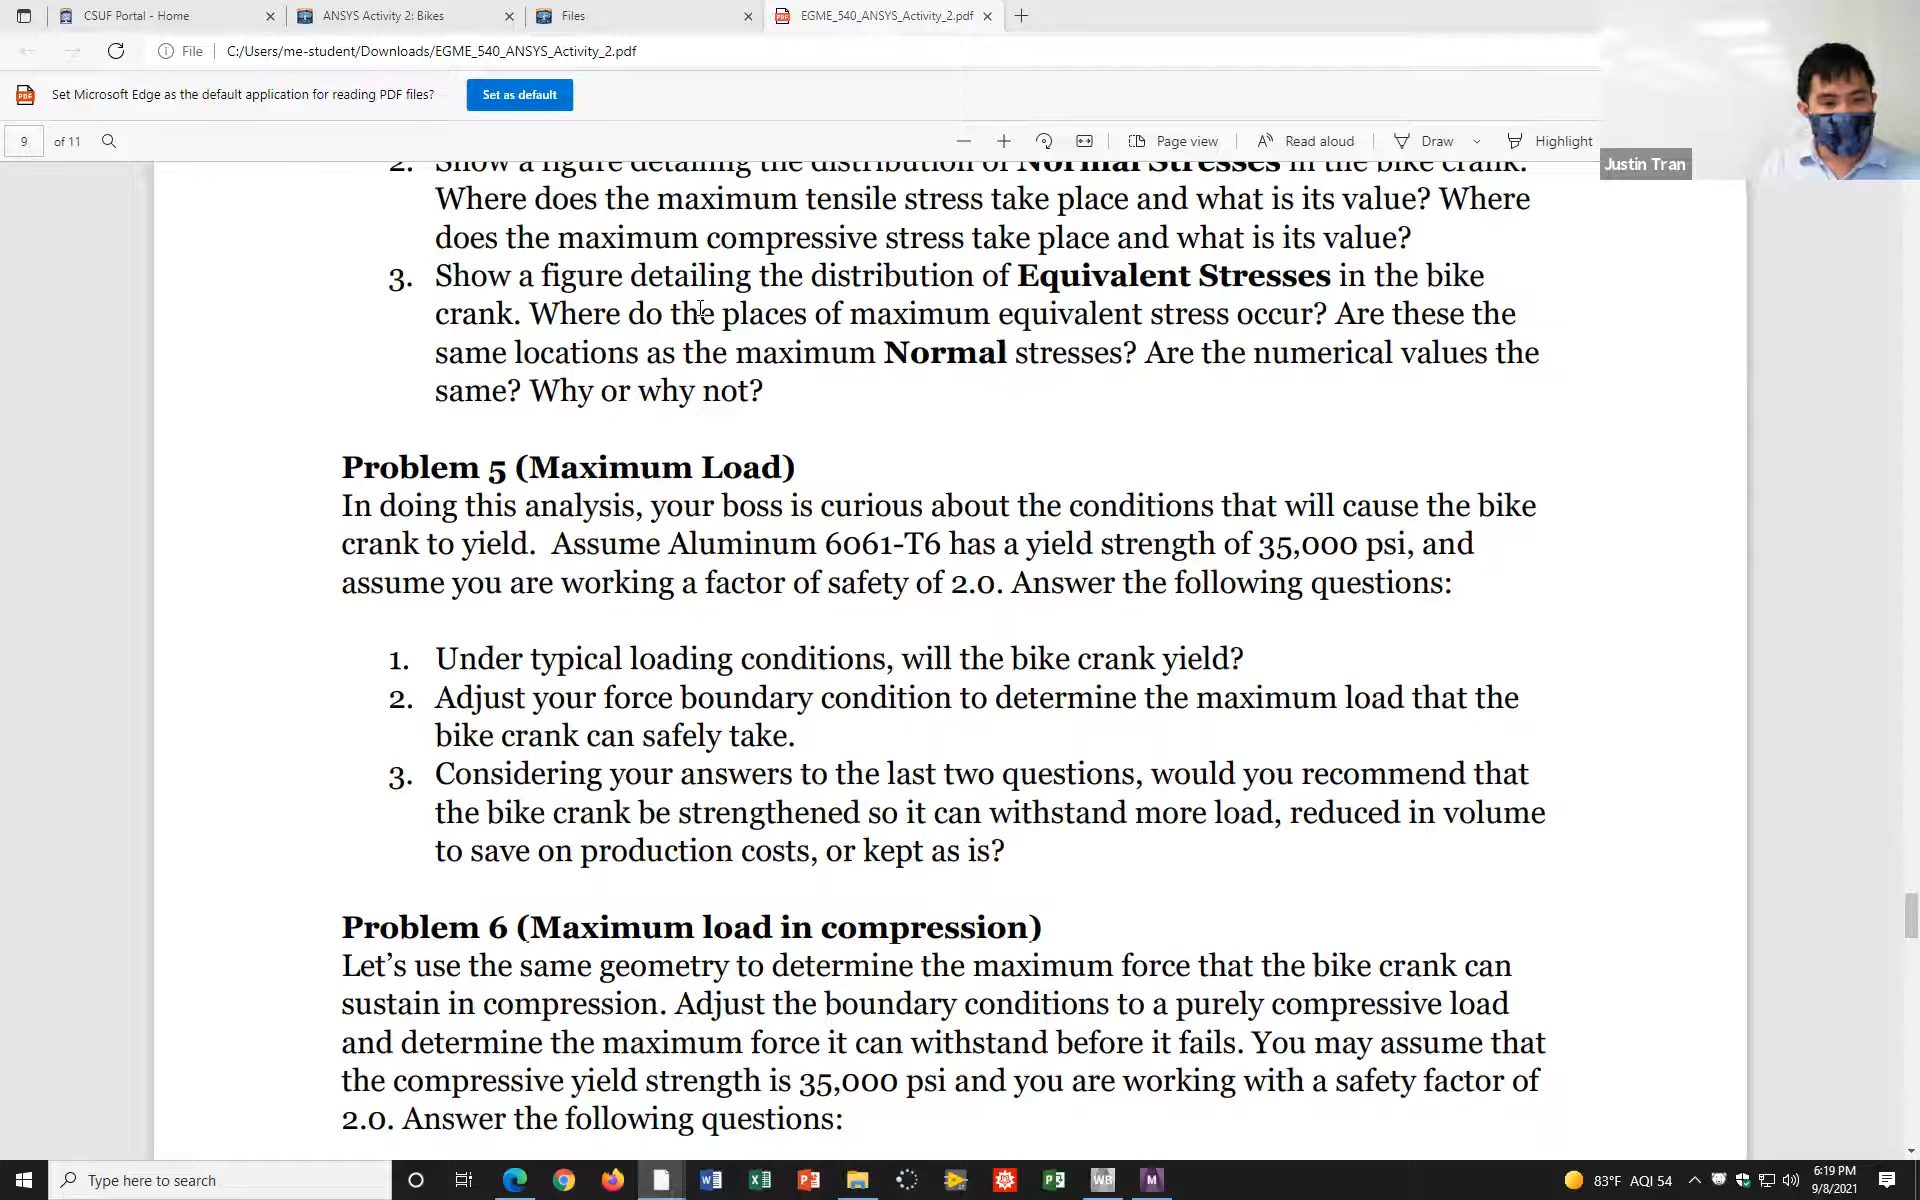 CSUF Portal - Home
ANSYS Activity 2: Bikes
Files
EGME_540_ANSYS_Activity_2.pdf
File
C:/Users/me-student/Downloads/EGME_540_ANSYS_Activity_2.pdf
Set Microsoft Edge as the default application for reading PDF files?
Set as default
9 of 11
Page view
Read aloud
Draw
Highlight
Justin Tran
2. Show a figure detailing the distribution of Normal Stresses in the bike crank.
Where does the maximum tensile stress take place and what is its value? Where
does the maximum compressive stress take place and what is its value?
3. Show a figure detailing the distribution of Equivalent Stresses in the bike
crank. Where do the places of maximum equivalent stress occur? Are these the
same locations as the maximum Normal stresses? Are the numerical values the
same? Why or why not?
Problem 5 (Maximum Load)
In doing this analysis, your boss is curious about the conditions that will cause the bike
crank to yield.  Assume Aluminum 6061-T6 has a yield strength of 35,000 psi, and
assume you are working a factor of safety of 2.0. Answer the following questions:
1. Under typical loading conditions, will the bike crank yield?
2. Adjust your force boundary condition to determine the maximum load that the
bike crank can safely take.
3. Considering your answers to the last two questions, would you recommend that
the bike crank be strengthened so it can withstand more load, reduced in volume
to save on production costs, or kept as is?
Problem 6 (Maximum load in compression)
Let's use the same geometry to determine the maximum force that the bike crank can
sustain in compression. Adjust the boundary conditions to a purely compressive load
and determine the maximum force it can withstand before it fails. You may assume that
the compressive yield strength is 35,000 psi and you are working with a safety factor of
2.0. Answer the following questions:
Type here to search
WB
M
83°F AQI 54
6:19 PM
9/8/2021